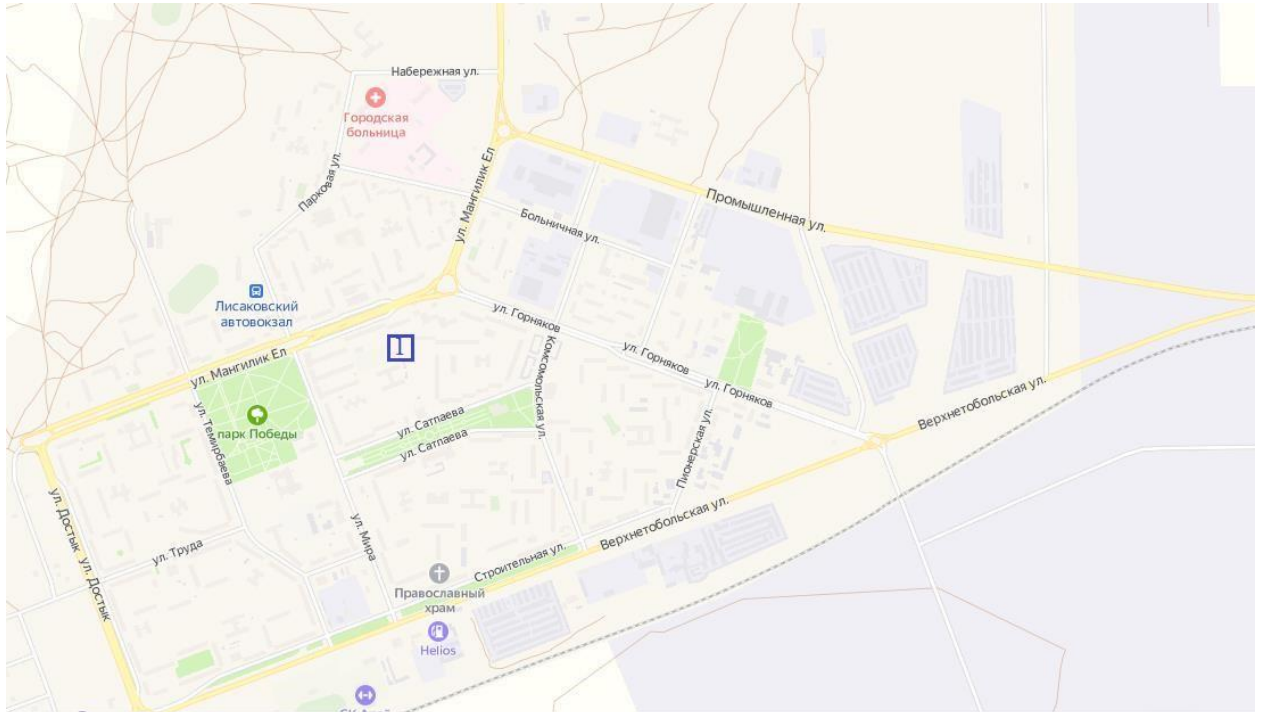 Набережная ул.
Городская
больница
Парковая ул.
ул. Мангилик Ел
Промышленная ул.
Больничная ул.
Лисаковский
автовокзал
ул. Горняков
1
ул. Мангилик Ел
Комсомольская ул.
ул. Горняков
ул. Горняков
Верхнетобольская ул.
парк Победы
ул. Темирбаева
ул. Сатпаева
ул. Сатпаева
Пионерская ул.
ул. Достык
ул. Достык
ул. Труда
ул. Мира
Верхнетобольская ул.
Строительная ул.
Православный
храм
Helios